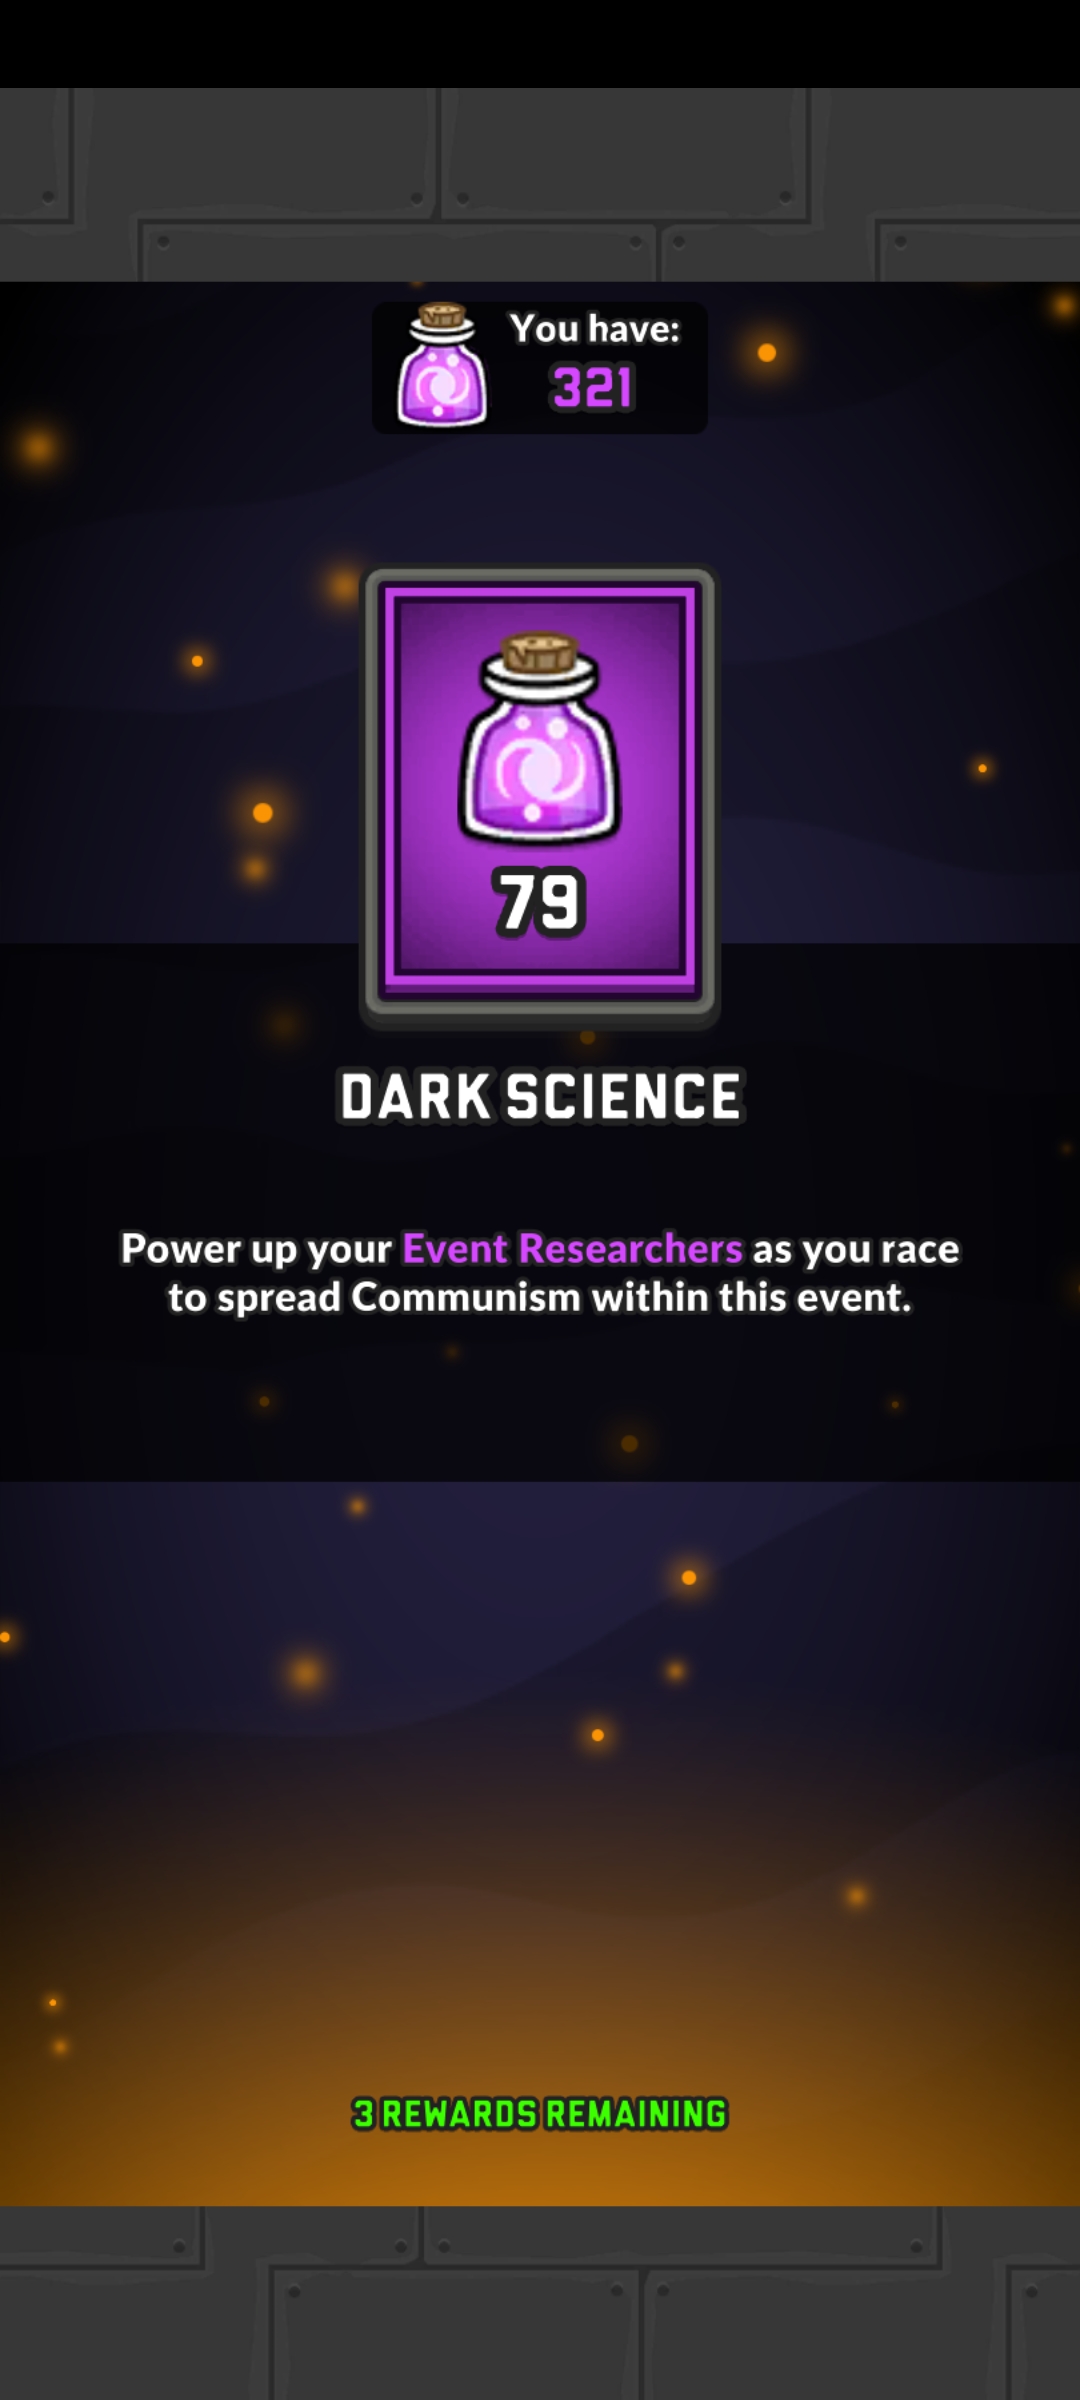 You have:
321
79
DARK SCIENCE
Power up your Event Researchers as you race
to spread Communism within this event.
3 REWARDS REMAINING